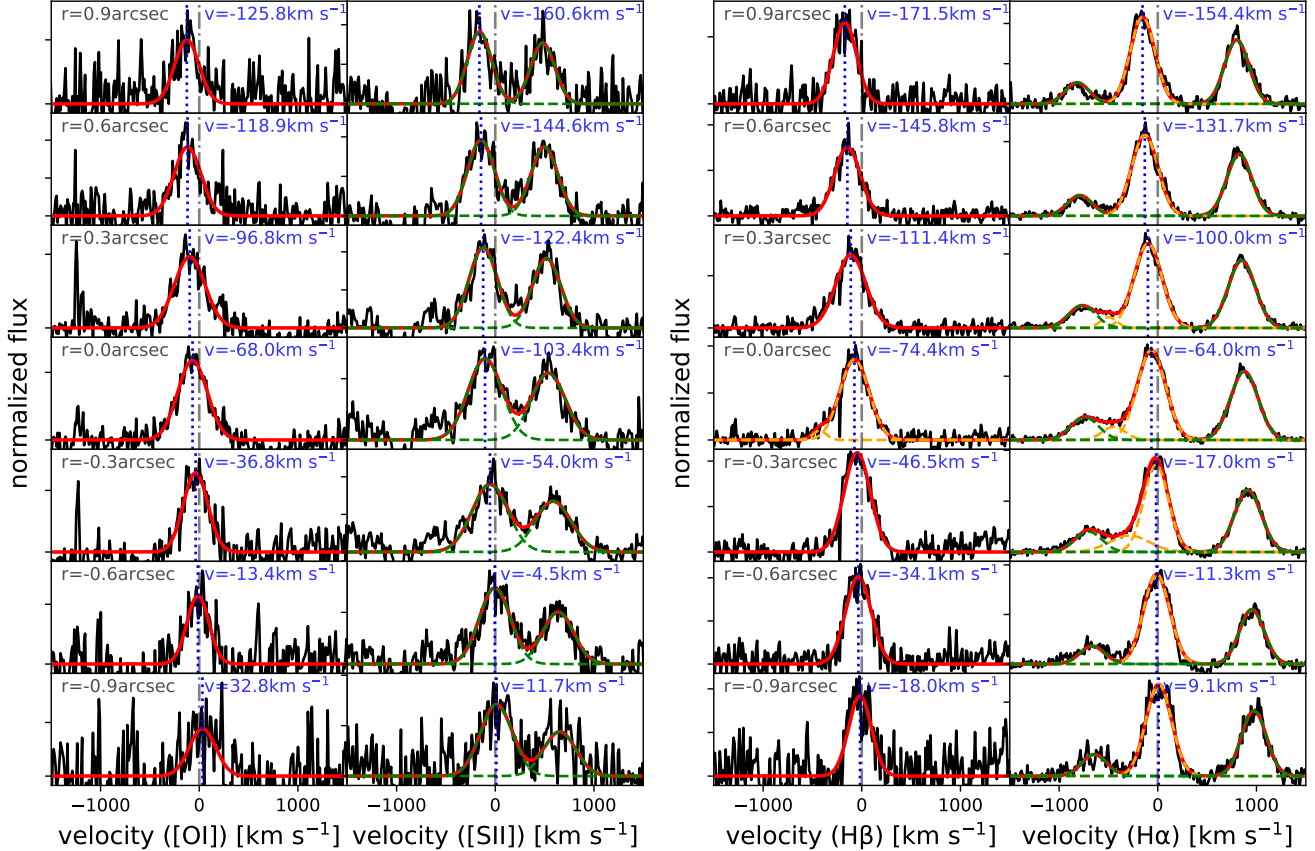 r=0.9arcsec v=-125.8km s⁻¹ v=-160.6km s⁻¹ r=0.9arcsec v=-171.5km s⁻¹ v=-154.4km s⁻¹
r=0.6arcsec v=-118.9km s⁻¹ v=-144.6km s⁻¹ r=0.6arcsec v=-145.8km s⁻¹ v=-131.7km s⁻¹
r=0.3arcsec v=-96.8km s⁻¹ v=-122.4km s⁻¹ r=0.3arcsec v=-111.4km s⁻¹ v=-100.0km s⁻¹
r=0.0arcsec v=-68.0km s⁻¹ v=-103.4km s⁻¹ r=0.0arcsec v=-74.4km s⁻¹ v=-64.0km s⁻¹
r=-0.3arcsec v=-36.8km s⁻¹ v=-54.0km s⁻¹ r=-0.3arcsec v=-46.5km s⁻¹ v=-17.0km s⁻¹
r=-0.6arcsec v=-13.4km s⁻¹ v=-4.5km s⁻¹ r=-0.6arcsec v=-34.1km s⁻¹ v=-11.3km s⁻¹
r=-0.9arcsec v=32.8km s⁻¹ v=11.7km s⁻¹ r=-0.9arcsec v=-18.0km s⁻¹ v=9.1km s⁻¹
normalized flux
normalized flux
−1000 0 1000 −1000 0 1000 −1000 0 1000 −1000 0 1000
velocity ([OI]) [km s⁻¹] velocity ([SII]) [km s⁻¹] velocity (Hβ) [km s⁻¹] velocity (Hα) [km s⁻¹]